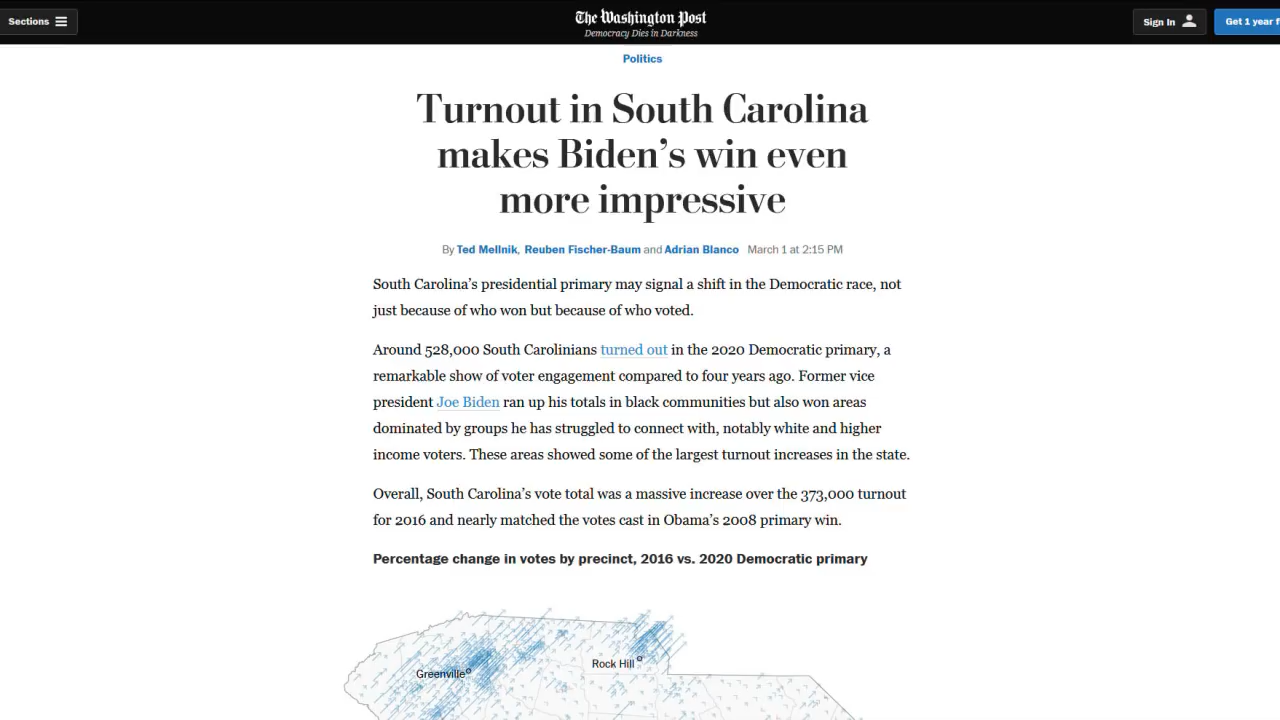 Sections
The Washington Post
Democracy Dies in Darkness
Sign In
Get 1 year f
Politics
Turnout in South Carolina
makes Biden’s win even
more impressive
By Ted Mellnik, Reuben Fischer-Baum and Adrian Blanco March 1 at 2:15 PM
South Carolina’s presidential primary may signal a shift in the Democratic race, not
just because of who won but because of who voted.
Around 528,000 South Carolinians turned out in the 2020 Democratic primary, a
remarkable show of voter engagement compared to four years ago. Former vice
president Joe Biden ran up his totals in black communities but also won areas
dominated by groups he has struggled to connect with, notably white and higher
income voters. These areas showed some of the largest turnout increases in the state.
Overall, South Carolina’s vote total was a massive increase over the 373,000 turnout
for 2016 and nearly matched the votes cast in Obama’s 2008 primary win.
Percentage change in votes by precinct, 2016 vs. 2020 Democratic primary
Rock Hill
Greenville